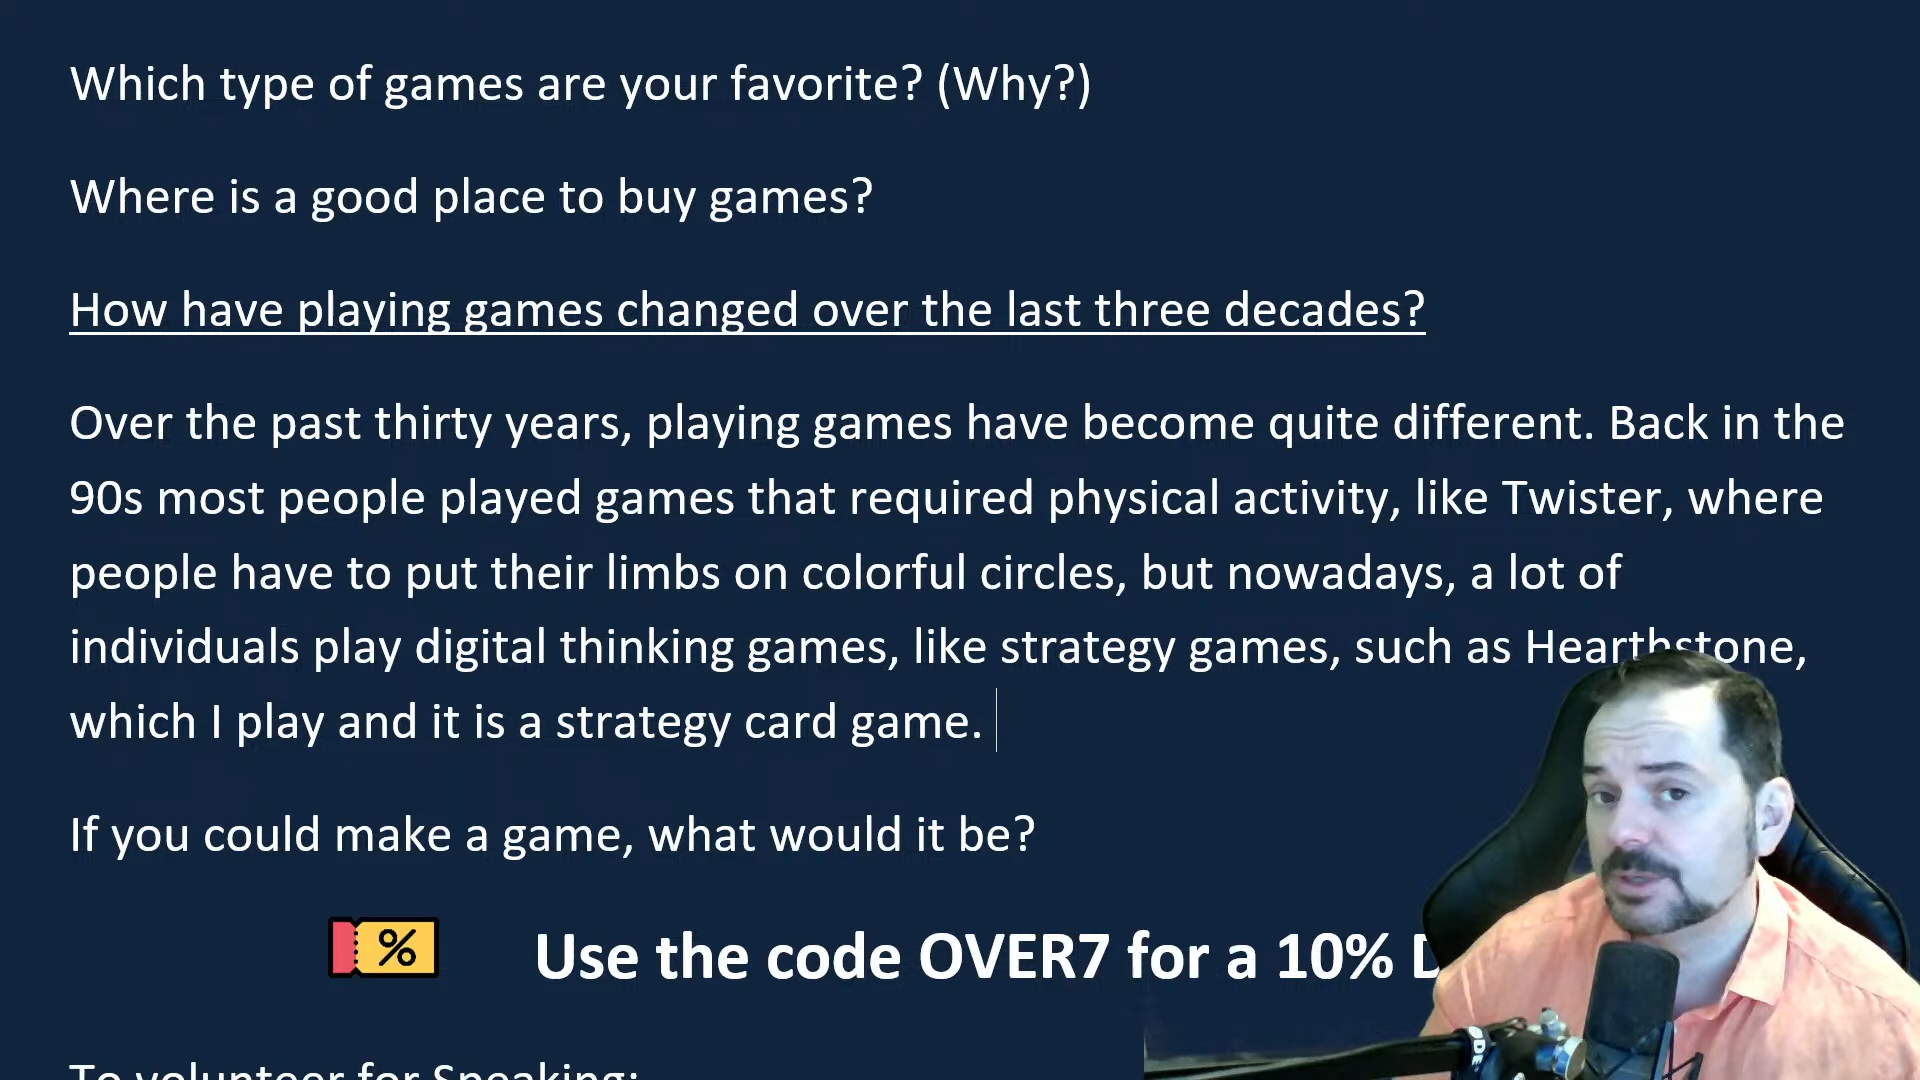 Which type of games are your favorite? (Why?)
Where is a good place to buy games?
How have playing games changed over the last three decades?
Over the past thirty years, playing games have become quite different. Back in the
90s most people played games that required physical activity, like Twister, where
people have to put their limbs on colorful circles, but nowadays, a lot of
individuals play digital thinking games, like strategy games, such as Hearthstone,
which I play and it is a strategy card game.
If you could make a game, what would it be?
% Use the code OVER7 for a 10%
To volunteer for Speaking: